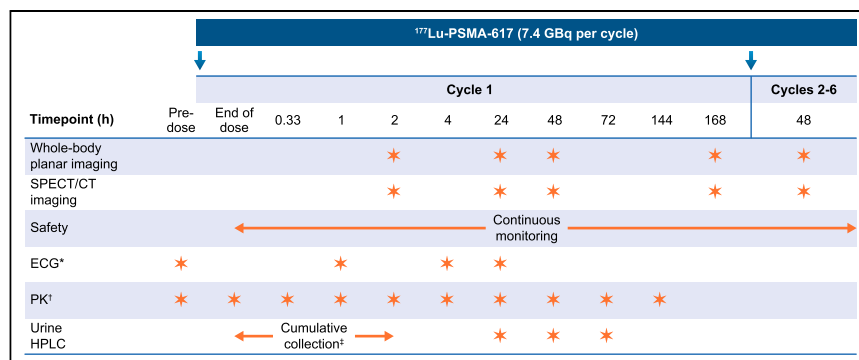 ¹⁷⁷Lu-PSMA-617 (7.4 GBq per cycle)
Cycle 1 Cycles 2-6
Timepoint (h) Pre-dose End of dose 0.33 1 2 4 24 48 72 144 168 48
Whole-body
planar imaging
SPECT/CT
imaging
Safety Continuous monitoring
ECG*
PK†
Urine
HPLC
Cumulative
collection‡